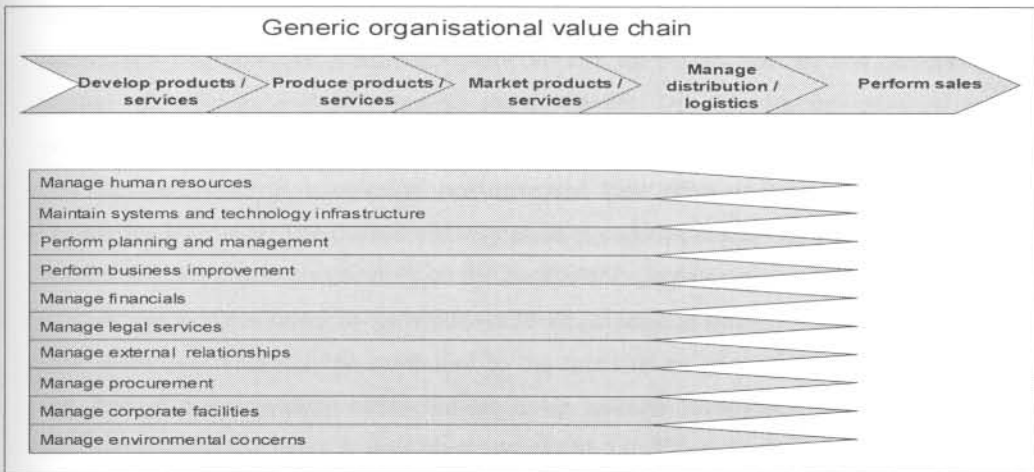 Generic organisational value chain
Develop products /
services
Produce products /
services
Market products /
services
Manage
distribution /
logistics
Perform sales
Manage human resources
Maintain systems and technology infrastructure
Perform planning and management
Perform business improvement
Manage financials
Manage legal services
Manage external relationships
Manage procurement
Manage corporate facilities
Manage environmental concerns